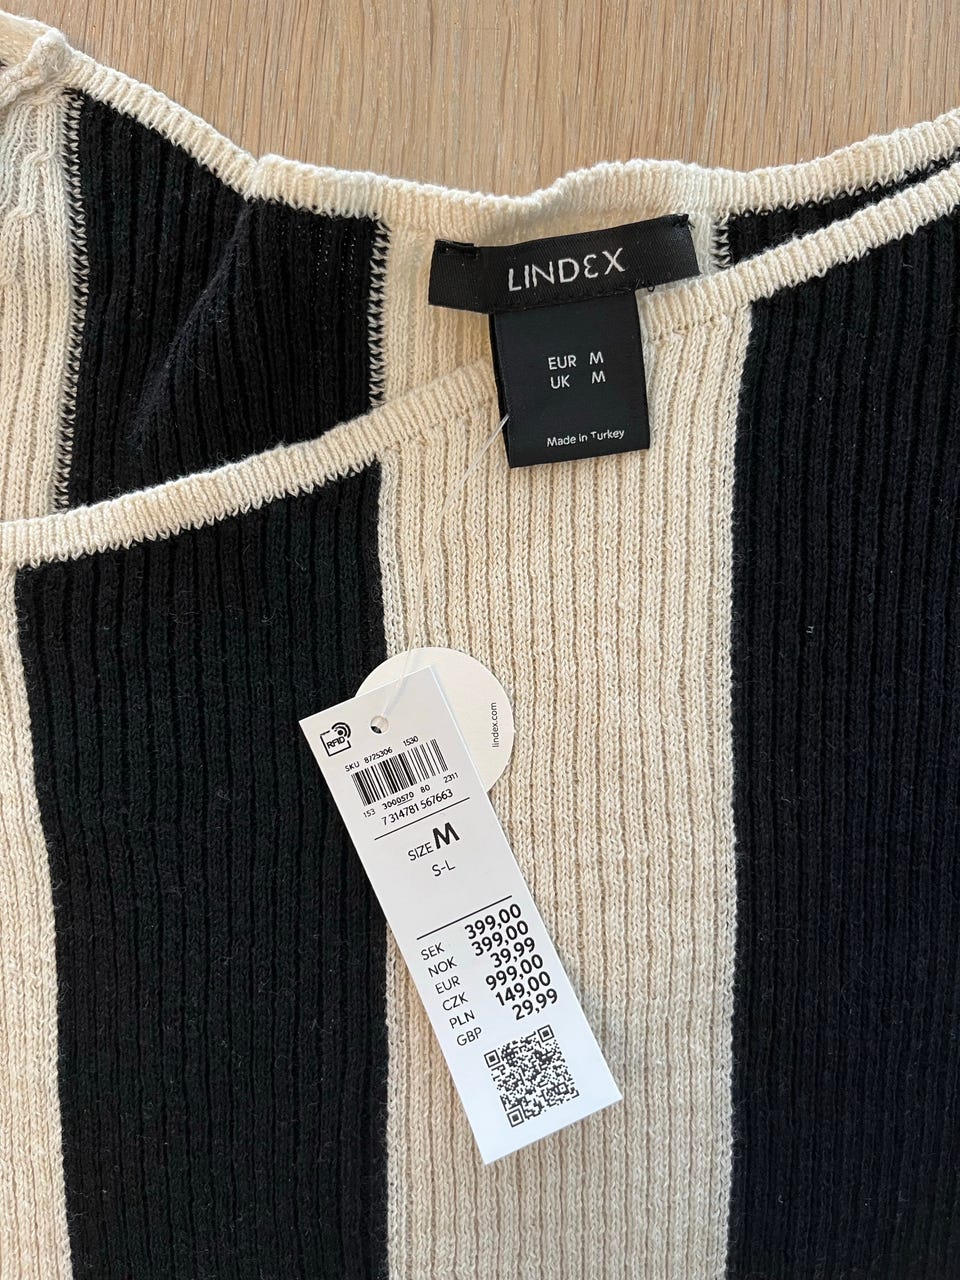 LINDEX
EUR M
UK M
Made in Turkey
lindex.com
RFID
SKU 8725306 1530
153 3000570 80 2311
7 314781 567663
SIZE M
S-L
SEK 399,00
NOK 399,00
EUR 39,99
CZK 999,00
PLN 149,00
GBP 29,99